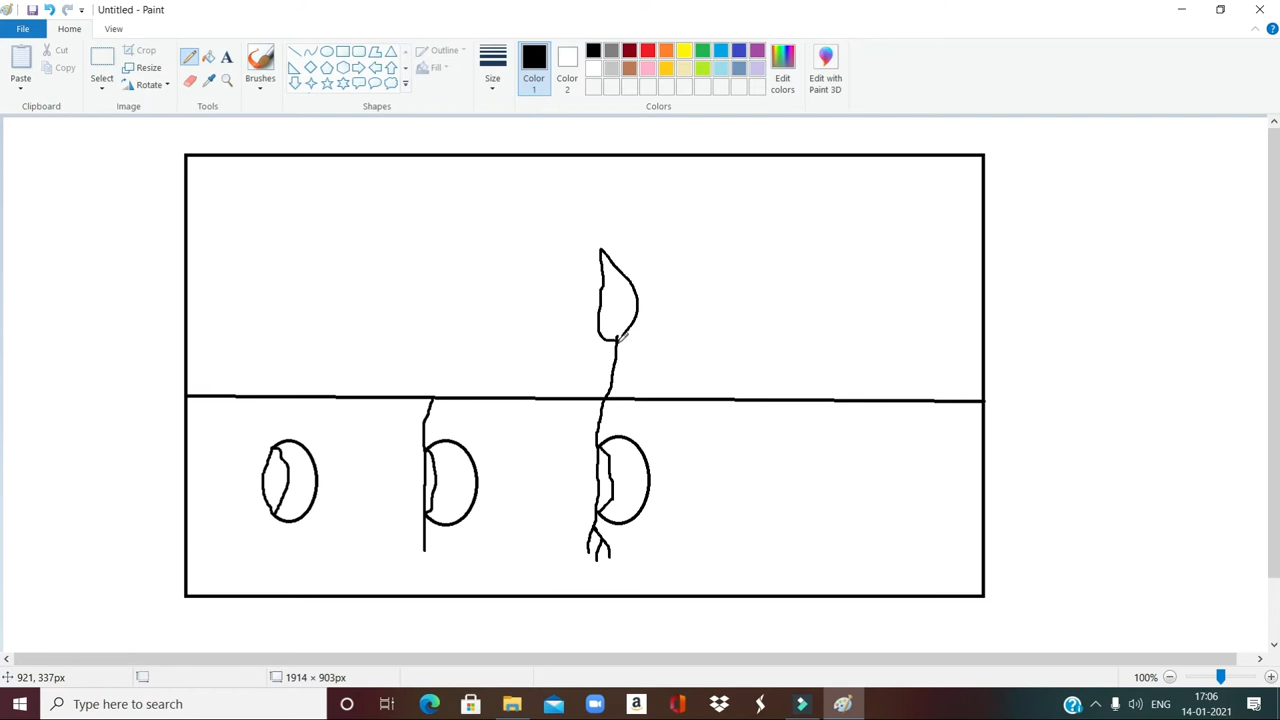 Untitled - Paint
File
Home
View
Paste
Cut
Copy
Clipboard
Select
Crop
Resize
Rotate
Image
A
Tools
Brushes
Outline
Fill
Shapes
Size
Color
1
Color
2
Edit
colors
Edit with
Paint 3D
Colors
921, 337px
1914 × 903px
100%
Type here to search
a
ENG
17:06
14-01-2021